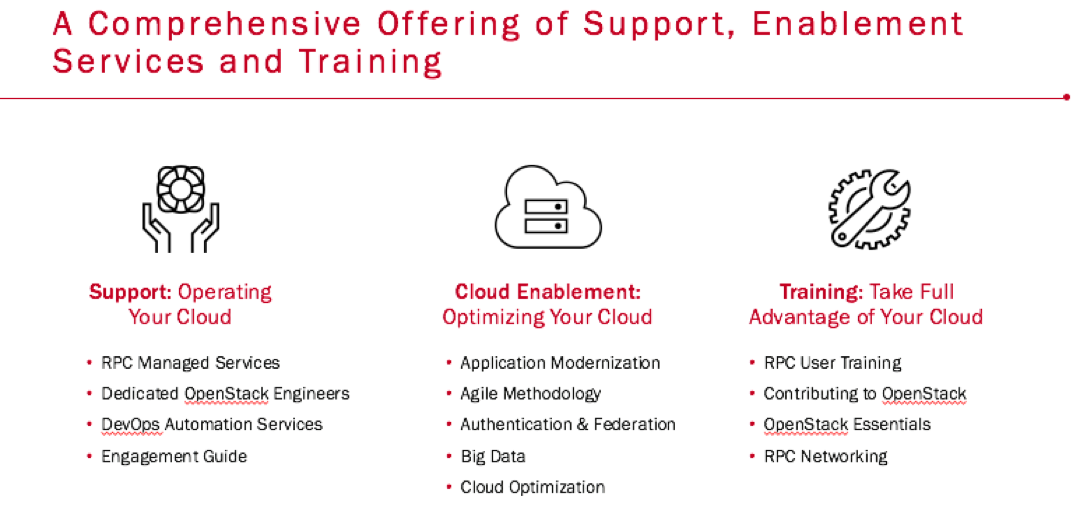 A Comprehensive Offering of Support, Enablement
Services and Training
Support: Operating
Your Cloud
• RPC Managed Services
• Dedicated OpenStack Engineers
• DevOps Automation Services
• Engagement Guide
Cloud Enablement:
Optimizing Your Cloud
• Application Modernization
• Agile Methodology
• Authentication & Federation
• Big Data
• Cloud Optimization
Training: Take Full
Advantage of Your Cloud
• RPC User Training
• Contributing to OpenStack
• OpenStack Essentials
• RPC Networking